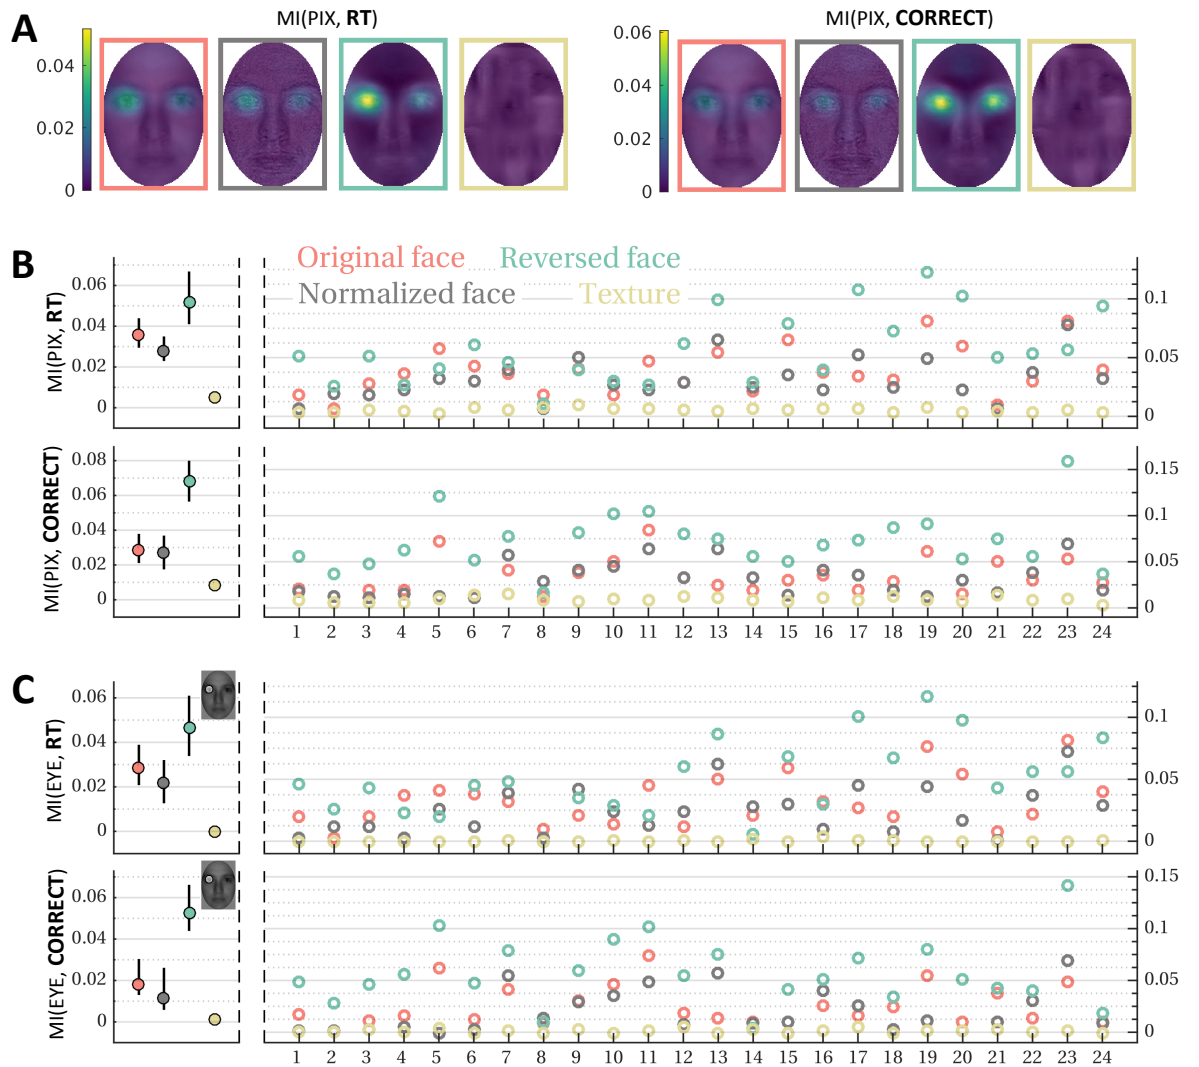 A
MI(PIX, RT)
MI(PIX, CORRECT)
0.04
0.02
0
0.06
0.04
0.02
0
B
Original face
Reversed face
Normalized face
Texture
MI(PIX, RT)
0.06
0.04
0.02
0
0.1
0.05
0
MI(PIX, CORRECT)
0.08
0.06
0.04
0.02
0
0.15
0.1
0.05
0
1 2 3 4 5 6 7 8 9 10 11 12 13 14 15 16 17 18 19 20 21 22 23 24
C
MI(EYE, RT)
0.06
0.04
0.02
0
0.1
0.05
0
MI(EYE, CORRECT)
0.06
0.04
0.02
0
0.15
0.1
0.05
0
1 2 3 4 5 6 7 8 9 10 11 12 13 14 15 16 17 18 19 20 21 22 23 24